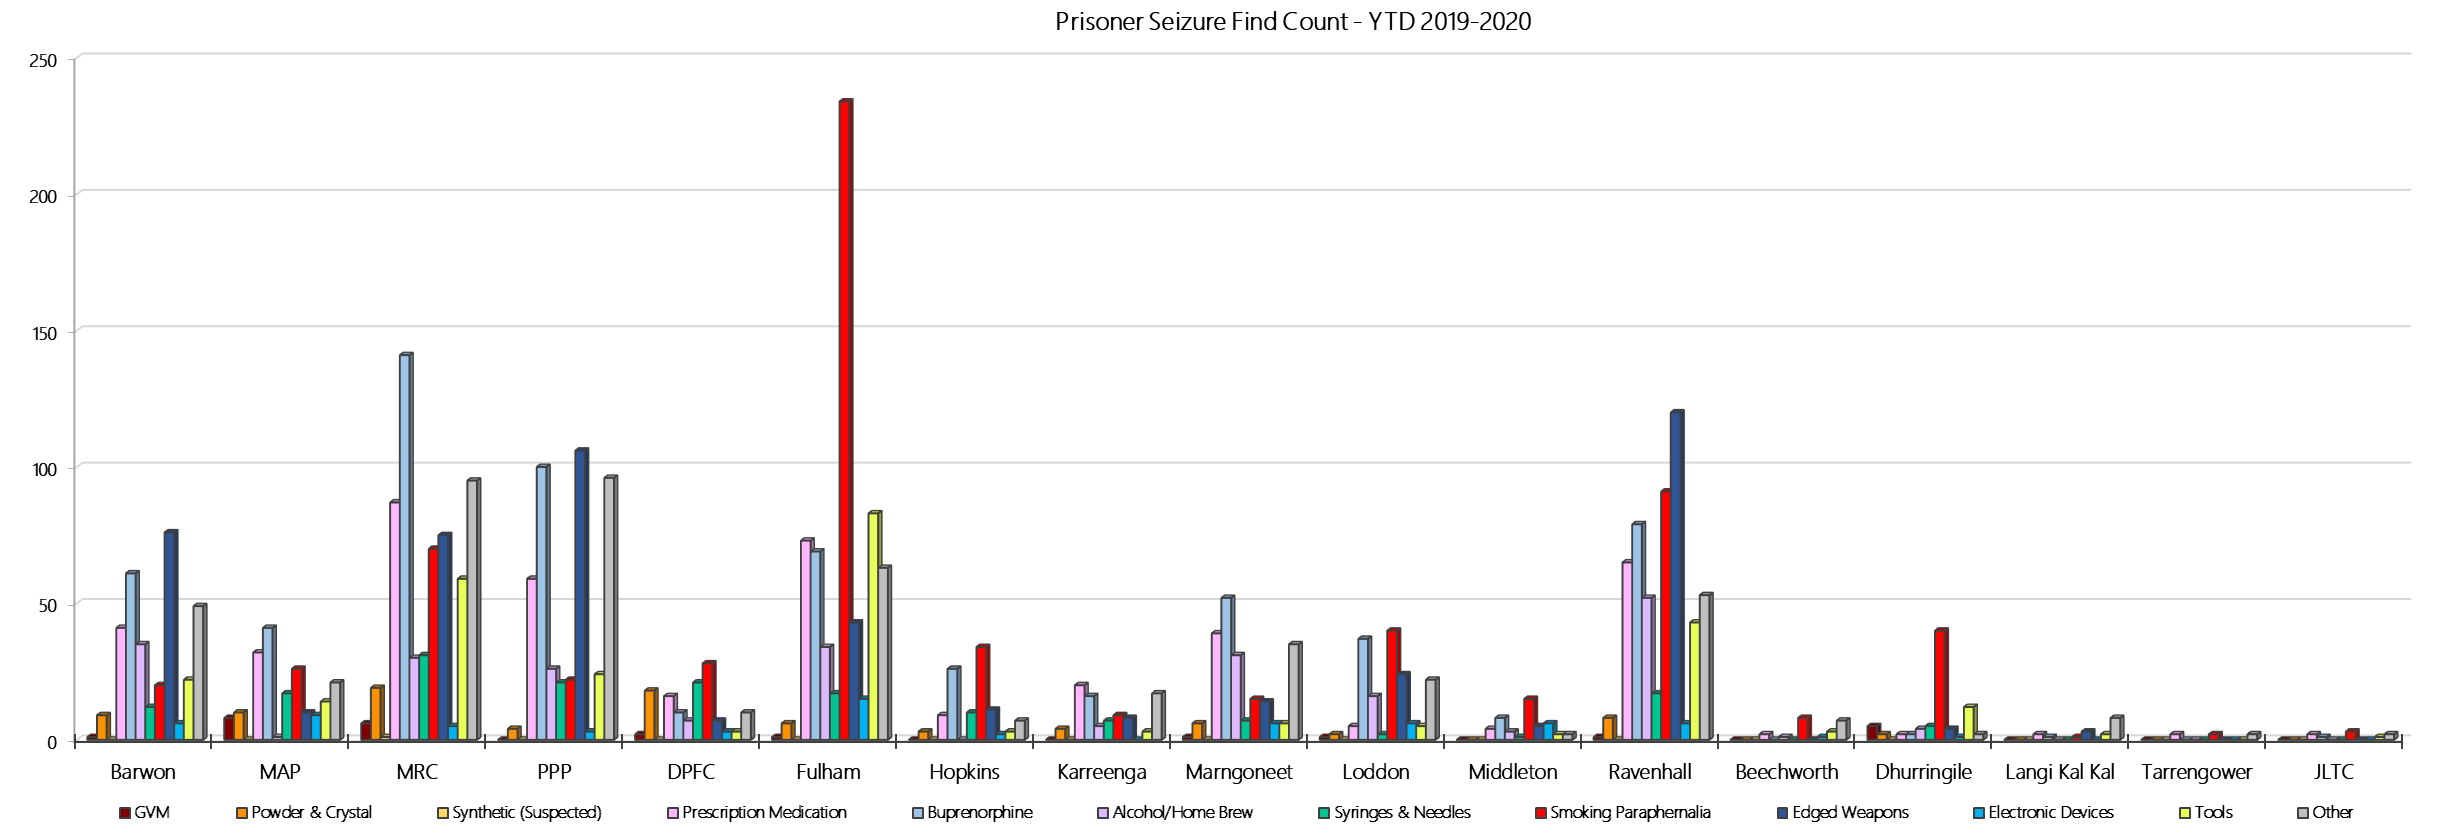 Prisoner Seizure Find Count - YTD 2019-2020
250
200
150
100
50
0
Barwon MAP MRC PPP DPFC Fulham Hopkins Karreenga Marngoneet Loddon Middleton Ravenhall Beechworth Dhurringile Langi Kal Kal Tarrengower JLTC
GVM Powder & Crystal Synthetic (Suspected) Prescription Medication Buprenorphine Alcohol/Home Brew Syringes & Needles Smoking Paraphernalia Edged Weapons Electronic Devices Tools Other